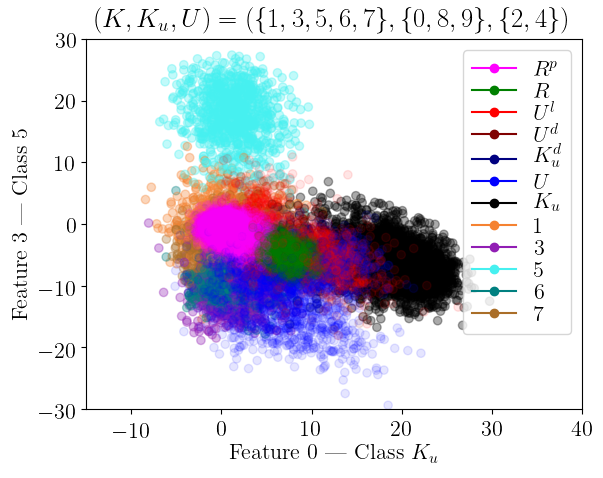 (K, K_u, U) = ({1, 3, 5, 6, 7}, {0, 8, 9}, {2, 4})
30
20
10
0
−10
−20
−30
Feature 3 — Class 5
−10
0
10
20
30
40
Feature 0 — Class K_u
R^p
R
U^l
U^d
K_u^d
U
K_u
1
3
5
6
7